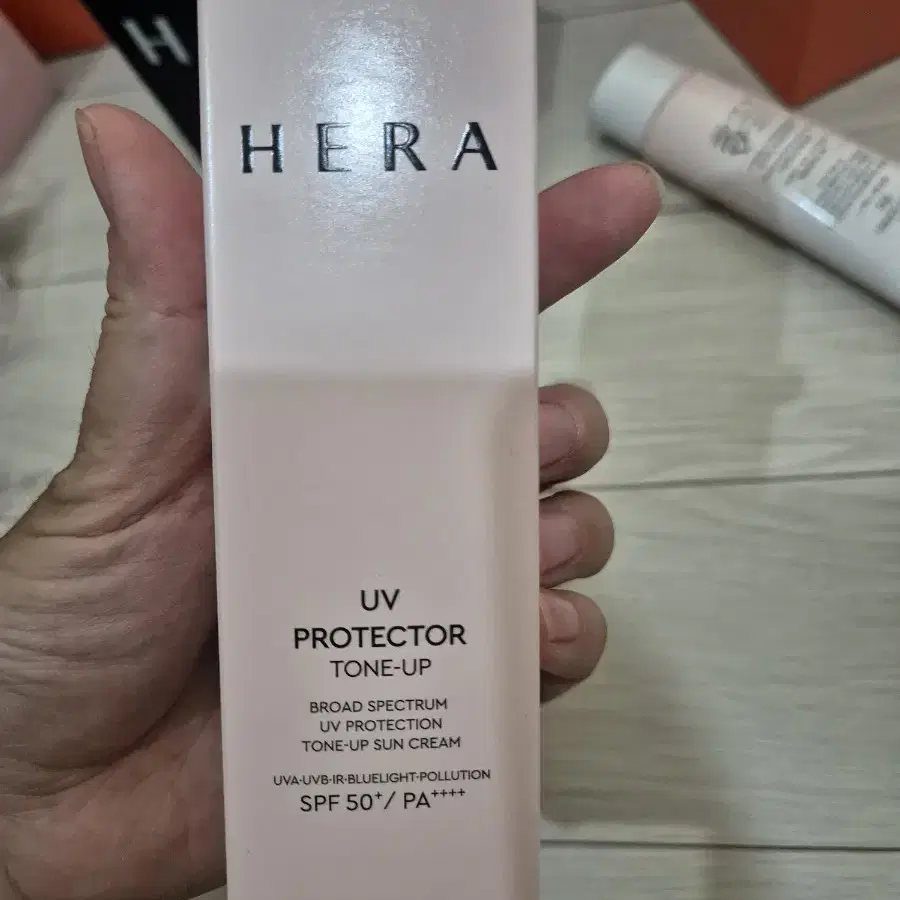 H
HERA
UV
PROTECTOR
TONE-UP
BROAD SPECTRUM
UV PROTECTION
TONE-UP SUN CREAM
UVA·UVB·IR·BLUELIGHT·POLLUTION
SPF 50⁺/ PA⁺⁺⁺⁺